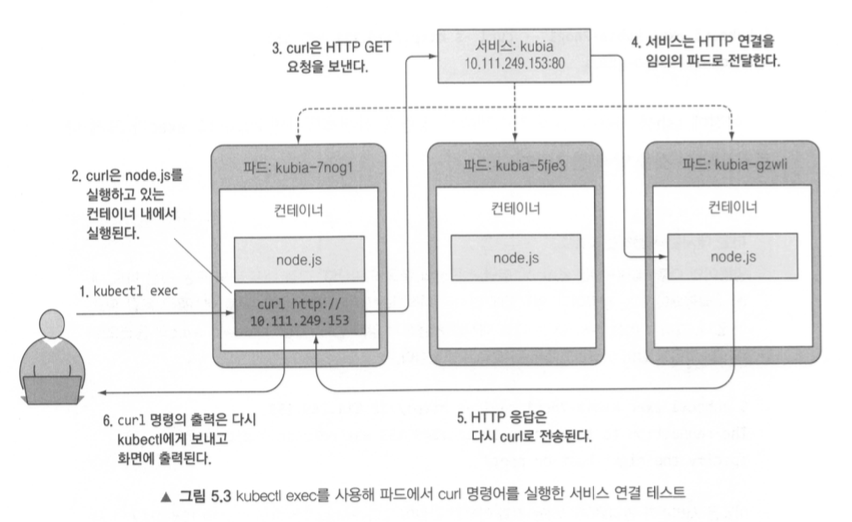 3. curl은 HTTP GET
요청을 보낸다.
서비스: kubia
10.111.249.153:80
4. 서비스는 HTTP 연결을
임의의 파드로 전달한다.
2. curl은 node.js를
실행하고 있는
컨테이너 내에서
실행된다.
파드: kubia-7nog1
컨테이너
node.js
curl http://
10.111.249.153
파드: kubia-5fje3
컨테이너
node.js
파드: kubia-gzwli
컨테이너
node.js
1. kubectl exec
6. curl 명령의 출력은 다시
kubectl에게 보내고
화면에 출력된다.
5. HTTP 응답은
다시 curl로 전송된다.
▲ 그림 5.3 kubectl exec를 사용해 파드에서 curl 명령어를 실행한 서비스 연결 테스트